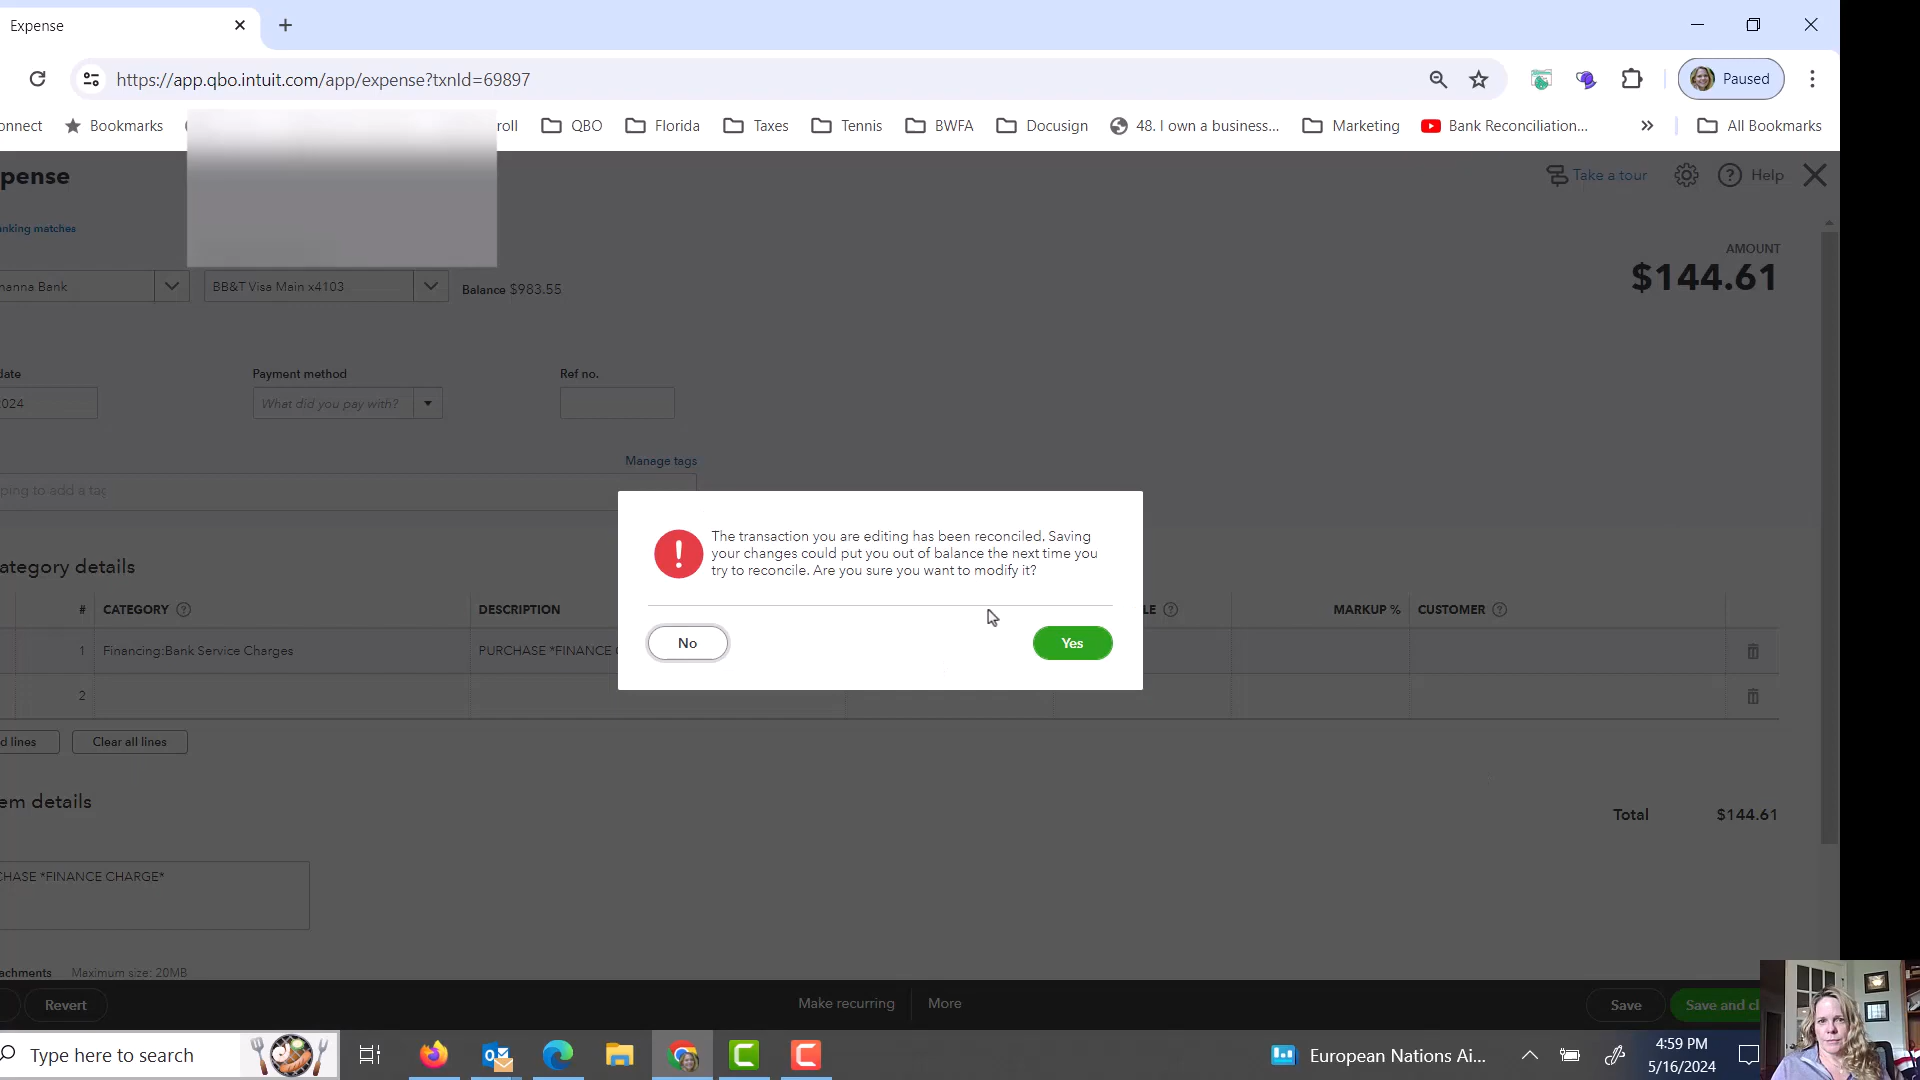 Expense
https://app.qbo.intuit.com/app/expense?txnId=69897
Paused
onnect
Bookmarks
roll
QBO
Florida
Taxes
Tennis
BWFA
Docusign
48. I own a business...
Marketing
Bank Reconciliation...
All Bookmarks
pense
Take a tour
Help
anking matches
AMOUNT
$144.61
hanna Bank
BB&T Visa Main x4103
Balance $983.55
date
Payment method
Ref no.
2024
What did you pay with?
Manage tags
ping to add a tag
The transaction you are editing has been reconciled. Saving
your changes could put you out of balance the next time you
try to reconcile. Are you sure you want to modify it?
No
Yes
ategory details
# CATEGORY DESCRIPTION LE MARKUP % CUSTOMER
1 Financing:Bank Service Charges PURCHASE *FINANCE
2
d lines
Clear all lines
em details
Total $144.61
CHASE *FINANCE CHARGE*
achments Maximum size: 20MB
Revert
Make recurring
More
Save
Save and cl
Type here to search
European Nations Ai...
4:59 PM
5/16/2024